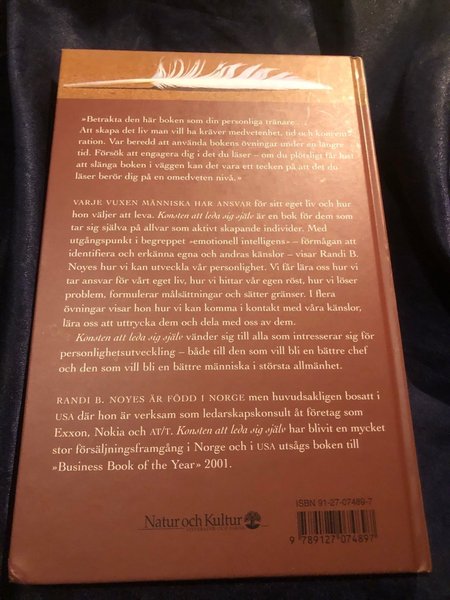 »Betrakta den här boken som din personliga tränare…
Att skapa det liv man vill ha kräver medvetenhet, tid och koncent-
ration. Var beredd att använda bokens övningar under en längre
tid. Försök att engagera dig i det du läser – om du plötsligt får lust
att slänga boken i väggen kan det vara ett tecken på att det du
läser berör dig på en omedveten nivå.»
VARJE VUXEN MÄNNISKA HAR ANSVAR för sitt eget liv och hur
hon väljer att leva. Konsten att leda sig själv är en bok för dem som
tar sig själva på allvar som aktivt skapande individer. Med
utgångspunkt i begreppet »emotionell intelligens» – förmågan att
identifiera och erkänna egna och andras känslor – visar Randi B.
Noyes hur vi kan utveckla vår personlighet. Vi får lära oss hur vi
tar ansvar för vårt eget liv, hur vi hittar vår egen röst, hur vi löser
problem, formulerar målsättningar och sätter gränser. I flera
övningar visar hon hur vi kan komma i kontakt med våra känslor,
lära oss att uttrycka dem och dela med oss av dem.
Konsten att leda sig själv vänder sig till alla som intresserar sig för
personlighetsutveckling – både till den som vill bli en bättre chef
och den som vill bli en bättre människa i största allmänhet.
RANDI B. NOYES ÄR FÖDD I NORGE men huvudsakligen bosatt i
USA där hon är verksam som ledarskapskonsult åt företag som
Exxon, Nokia och AT/T. Konsten att leda sig själv har blivit en mycket
stor försäljningsframgång i Norge och i USA utsågs boken till
»Business Book of the Year» 2001.
ISBN 91-27-07489-7
Natur och Kultur
9 789127 074897